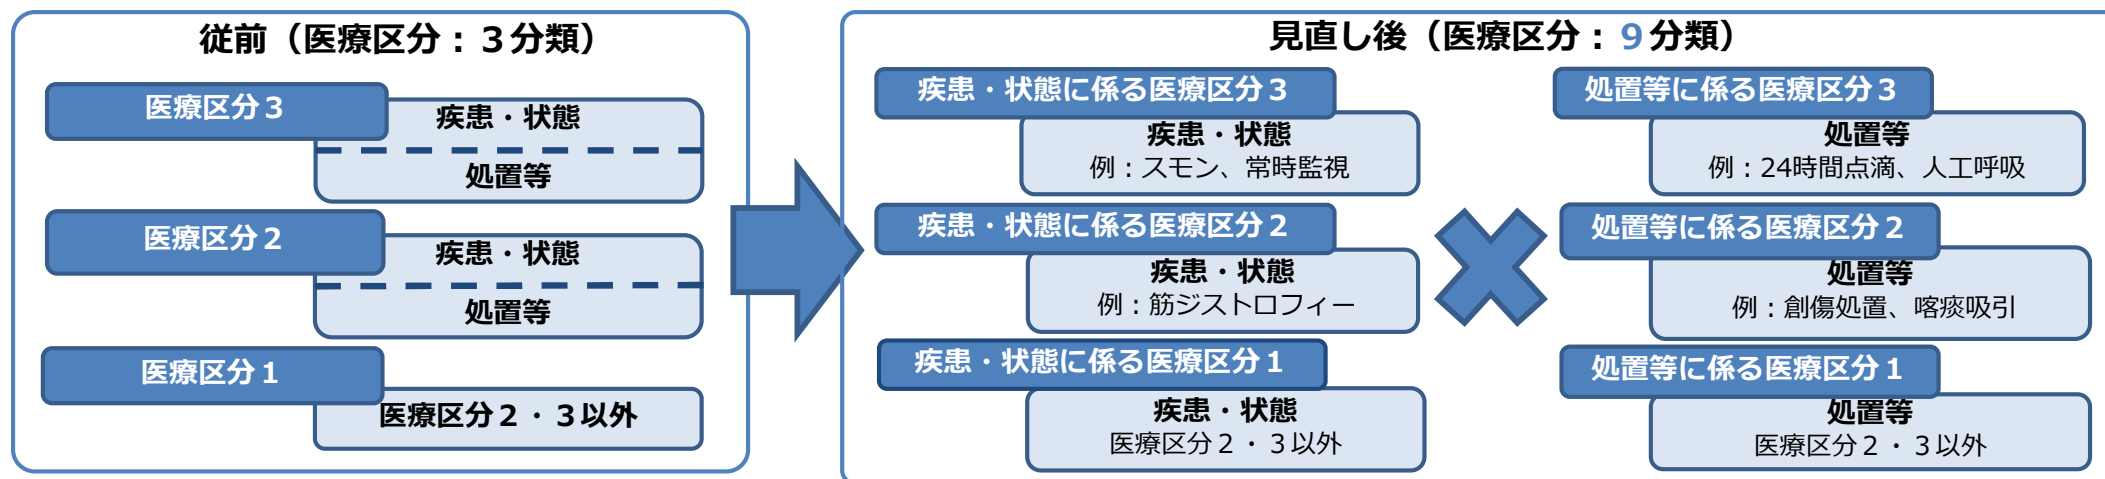 従前（医療区分：３分類）
医療区分３
疾患・状態
処置等
医療区分２
疾患・状態
処置等
医療区分１
医療区分２・３以外
見直し後（医療区分：９分類）
疾患・状態に係る医療区分３
疾患・状態
例：スモン、常時監視
疾患・状態に係る医療区分２
疾患・状態
例：筋ジストロフィー
疾患・状態に係る医療区分１
疾患・状態
医療区分２・３以外
処置等に係る医療区分３
処置等
例：24時間点滴、人工呼吸
処置等に係る医療区分２
処置等
例：創傷処置、喀痰吸引
処置等に係る医療区分１
処置等
医療区分２・３以外